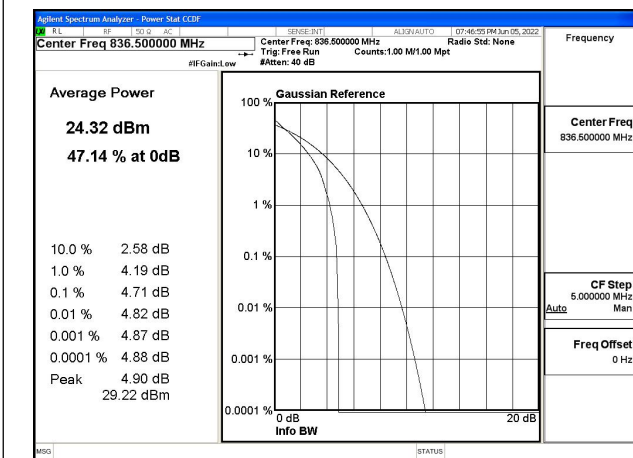 Agilent Spectrum Analyzer - Power Stat CCDF
RL RF 50 Ω AC SENSE:INT ALIGN AUTO 07:46:55 PM Jun 05, 2022
Center Freq 836.500000 MHz
Center Freq: 836.500000 MHz Radio Std: None
Trig: Free Run Counts:1.00 M/1.00 Mpt
#IFGain:Low #Atten: 40 dB
Frequency
Average Power
24.32 dBm
47.14 % at 0dB
10.0 % 2.58 dB
1.0 % 4.19 dB
0.1 % 4.71 dB
0.01 % 4.82 dB
0.001 % 4.87 dB
0.0001 % 4.88 dB
Peak 4.90 dB
29.22 dBm
Gaussian Reference
100 %
10 %
1 %
0.1 %
0.01 %
0.001 %
0.0001 %
0 dB 20 dB
Info BW
Center Freq
836.500000 MHz
CF Step
5.000000 MHz
Auto Man
Freq Offset
0 Hz
MSG STATUS